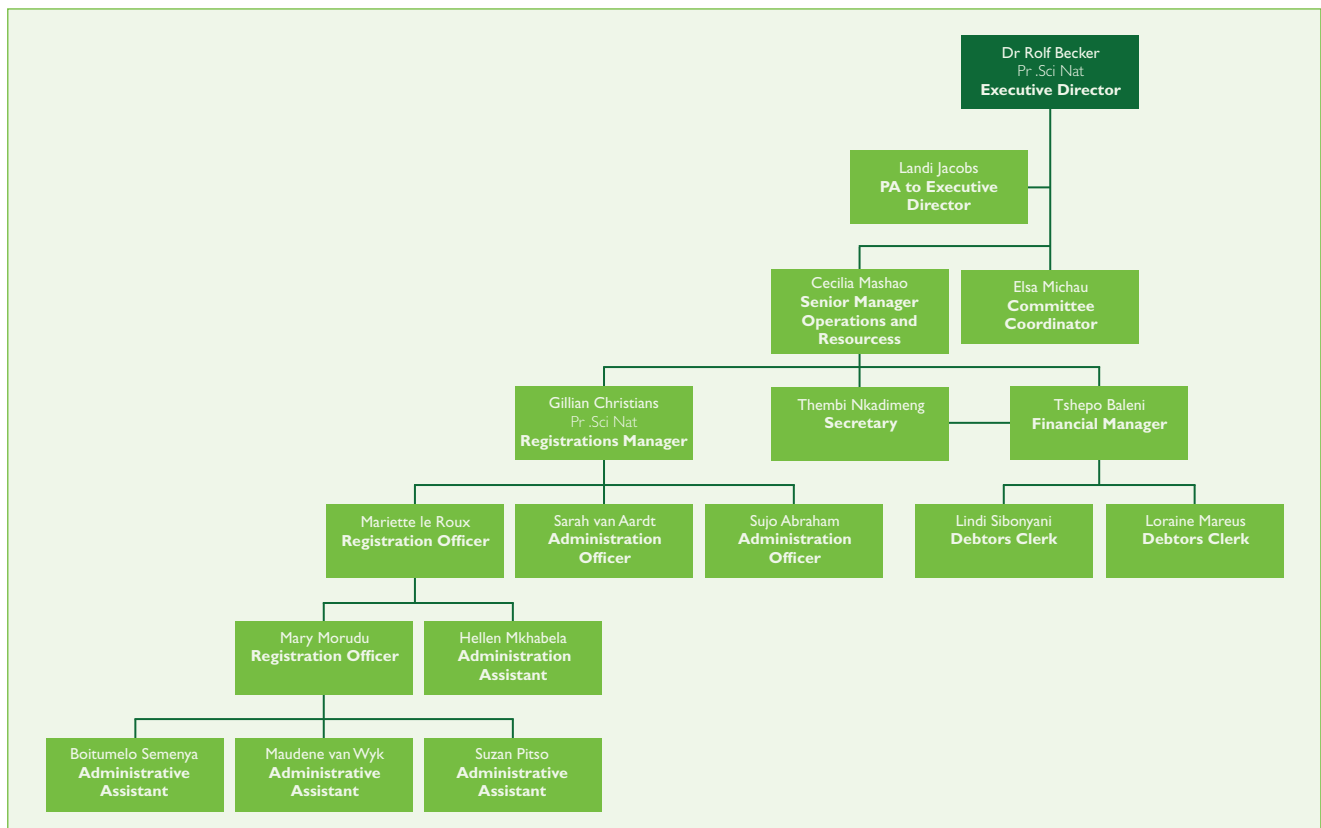 Dr Rolf Becker
Pr .Sci Nat
Executive Director
Landi Jacobs
PA to Executive
Director
Cecilia Mashao
Senior Manager
Operations and
Resourcess
Elsa Michau
Committee
Coordinator
Gillian Christians
Pr .Sci Nat
Registrations Manager
Thembi Nkadimeng
Secretary
Tshepo Baleni
Financial Manager
Mariette le Roux
Registration Officer
Sarah van Aardt
Administration
Officer
Sujo Abraham
Administration
Officer
Lindi Sibonyani
Debtors Clerk
Loraine Mareus
Debtors Clerk
Mary Morudu
Registration Officer
Hellen Mkhabela
Administration
Assistant
Boitumelo Semenya
Administrative
Assistant
Maudene van Wyk
Administrative
Assistant
Suzan Pitso
Administrative
Assistant